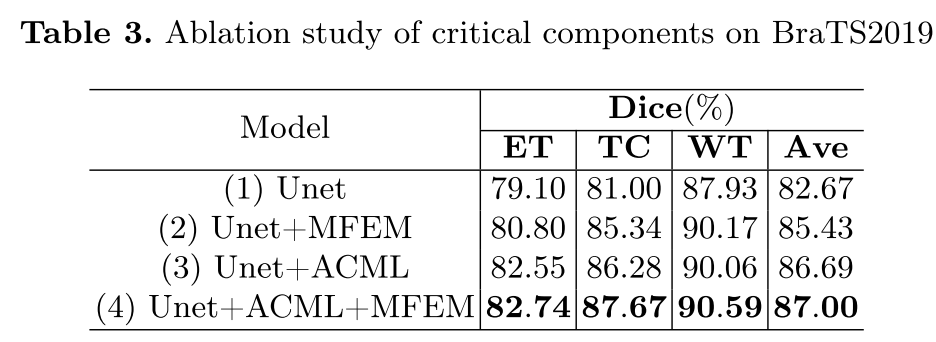 Table 3. Ablation study of critical components on BraTS2019
Model
Dice(%)
ET TC WT Ave
(1) Unet 79.10 81.00 87.93 82.67
(2) Unet+MFEM 80.80 85.34 90.17 85.43
(3) Unet+ACML 82.55 86.28 90.06 86.69
(4) Unet+ACML+MFEM 82.74 87.67 90.59 87.00